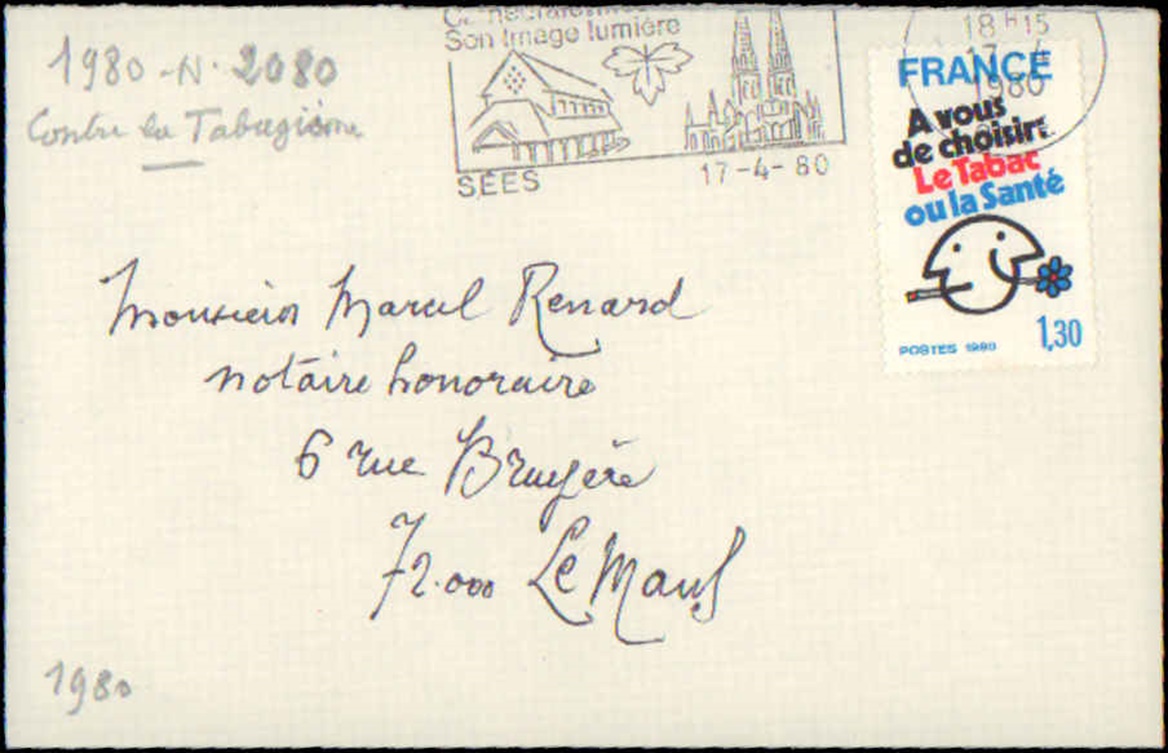 Son Image lumière
SEES
17-4-80
18 H 15
17-4
1980
FRANCE
A vous
de choisir:
Le Tabac
ou la Santé
POSTES 1980
1,30
1980 - N. 2080
Contre le Tabagisme
Monsieur Marcel Renard
notaire honoraire
6 rue Bruyère
72.000 Le Mans
1980